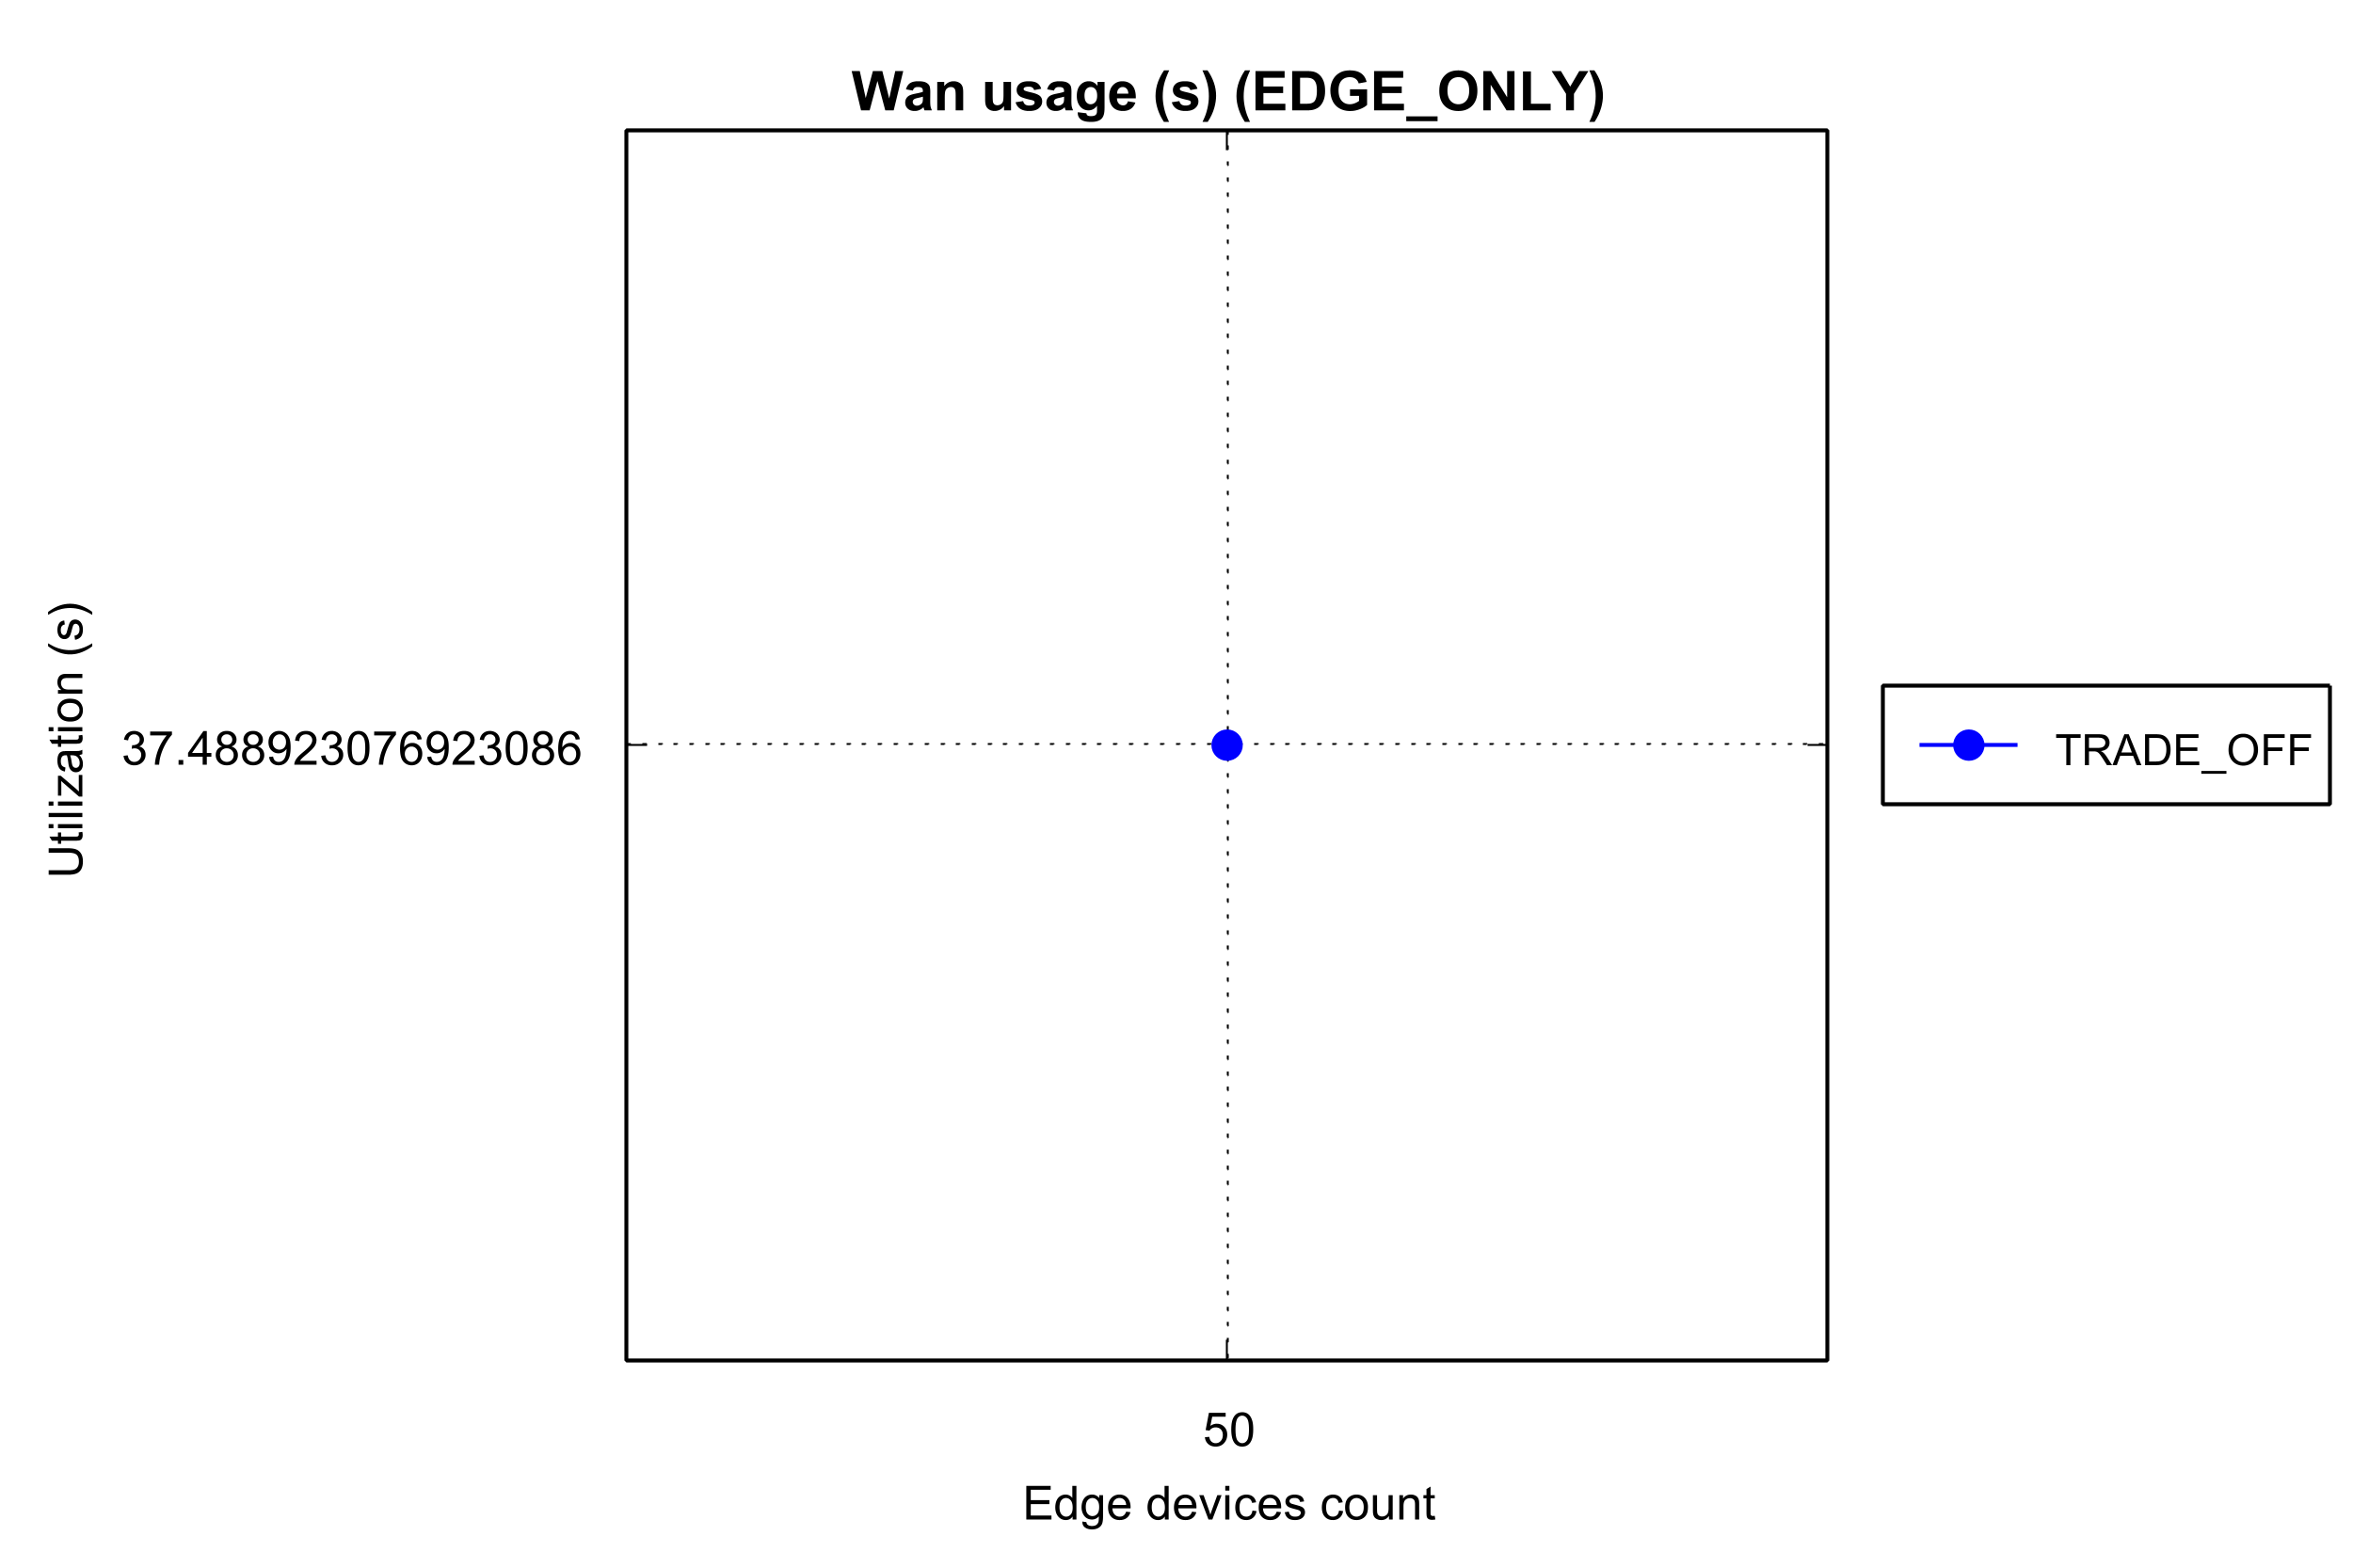 Wan usage (s) (EDGE_ONLY)
Utilization (s)
37.48892307692308​6
TRADE_OFF
50
Edge devices count